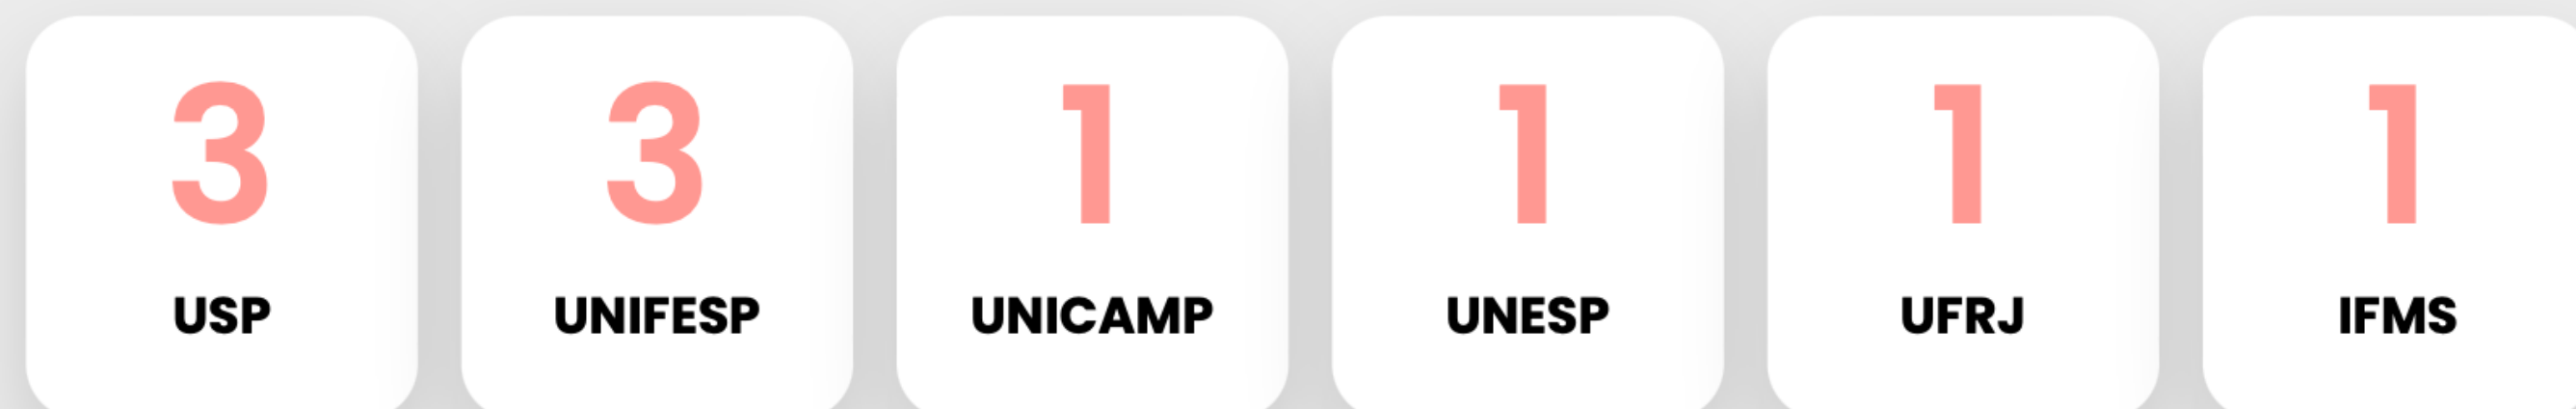 3 3 1 1 1 1
USP UNIFESP UNICAMP UNESP UFRJ IFMS